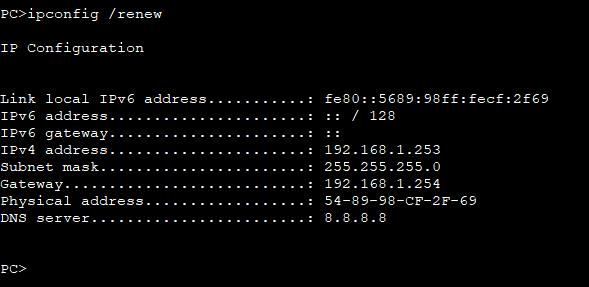 PC>ipconfig /renew
IP Configuration
Link local IPv6 address...........: fe80::5689:98ff:fecf:2f69
IPv6 address......................: :: / 128
IPv6 gateway......................: ::
IPv4 address......................: 192.168.1.253
Subnet mask.......................: 255.255.255.0
Gateway...........................: 192.168.1.254
Physical address..................: 54-89-98-CF-2F-69
DNS server........................: 8.8.8.8
PC>